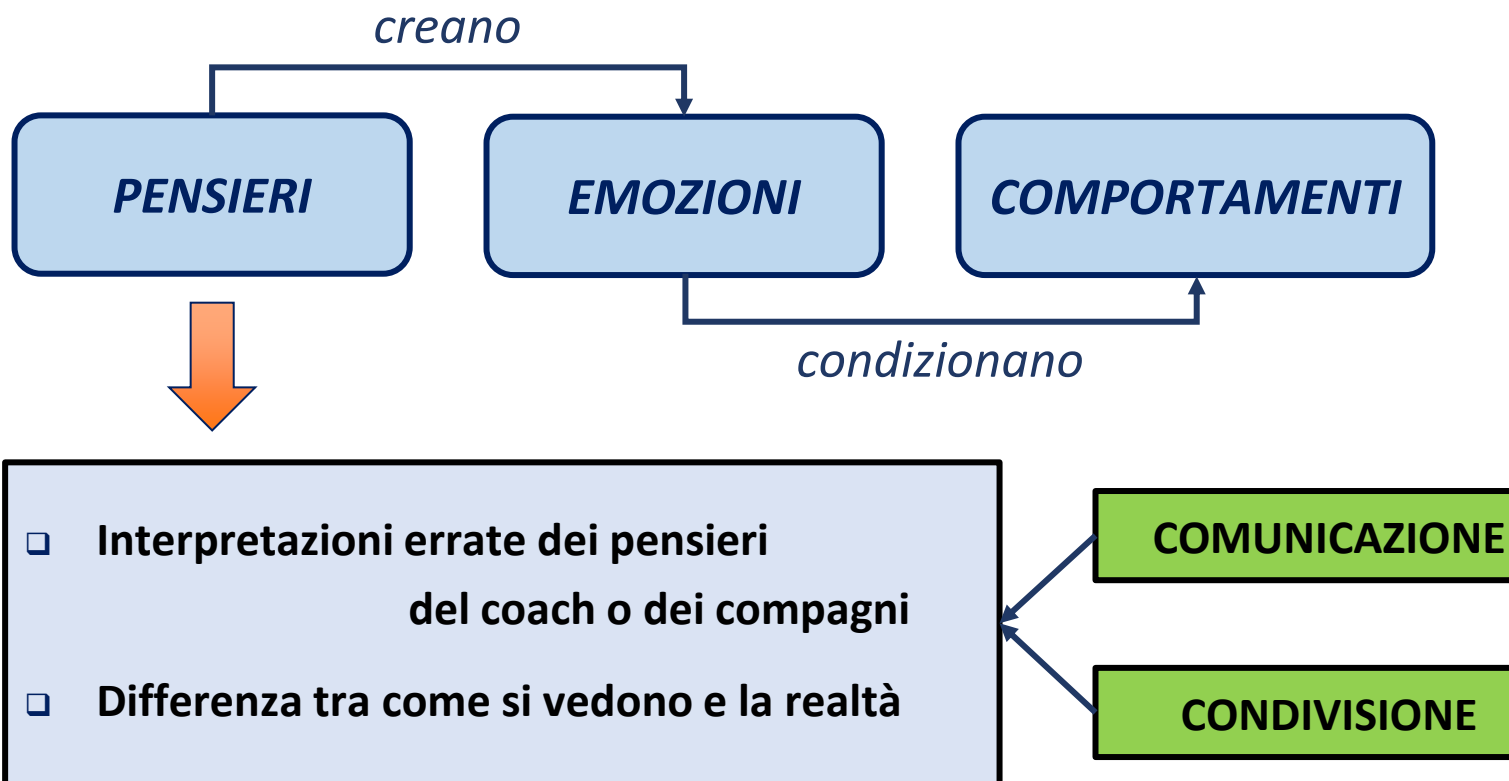 creano
PENSIERI
EMOZIONI
COMPORTAMENTI
condizionano
Interpretazioni errate dei pensieri
del coach o dei compagni
Differenza tra come si vedono e la realtà
COMUNICAZIONE
CONDIVISIONE